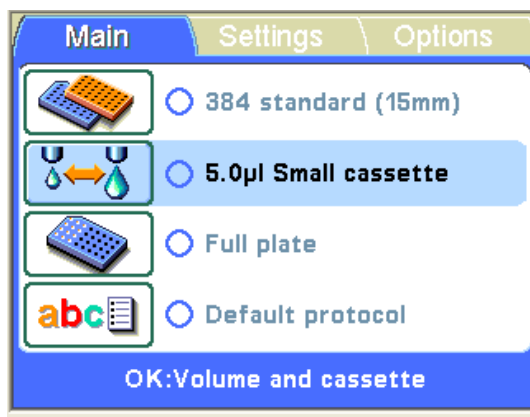 Main Settings Options
384 standard (15mm)
5.0µl Small cassette
Full plate
abc Default protocol
OK:Volume and cassette